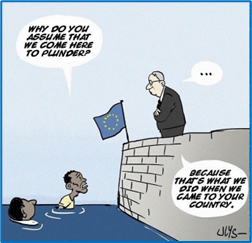 WHY DO YOU
ASSUME THAT
WE COME HERE
TO PLUNDER?
...
BECAUSE
THAT'S WHAT WE
DID WHEN WE
CAME TO YOUR
COUNTRY.
ULYS-